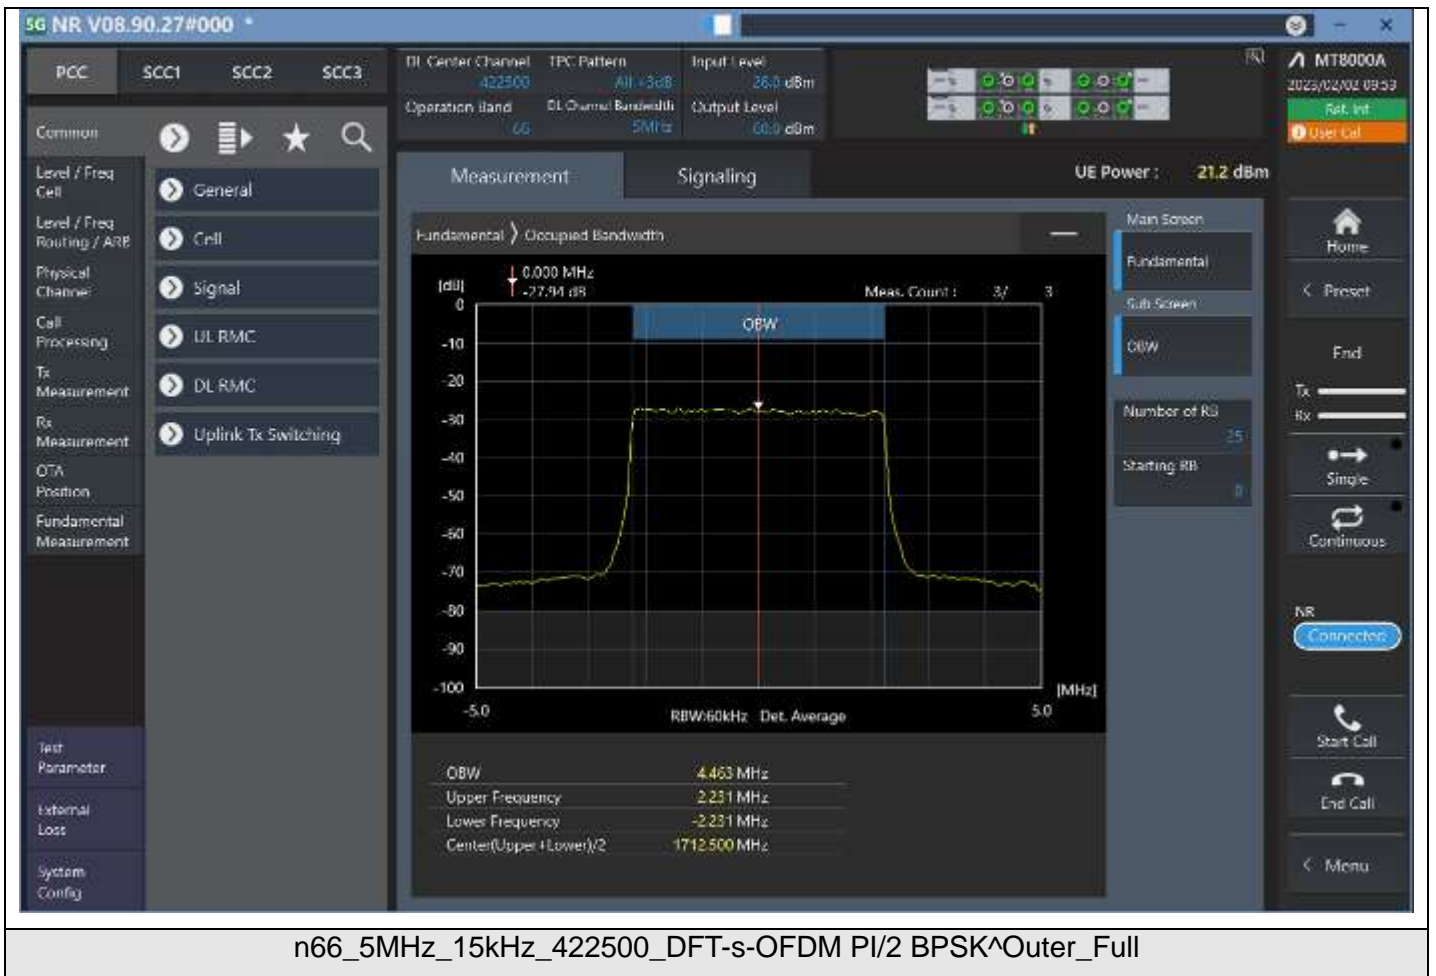 5G NR V08.90.27#000 *
PCC SCC1 SCC2 SCC3
DL Center Channel TPC Pattern Input Level
422500 All +3dB 26.0 dBm
Operation Band DL Channel Bandwidth Output Level
66 5MHz 60.0 dBm
MT8000A
2023/02/02 09:53
Ref. Int
User Cal
Common
Level / Freq
Cell
Level / Freq
Routing / ARB
Physical
Channel
Call
Processing
Tx
Measurement
Rx
Measurement
OTA
Position
Fundamental
Measurement
Test
Parameter
External
Loss
System
Config
General
Cell
Signal
UL RMC
DL RMC
Uplink Tx Switching
Measurement Signaling
UE Power : 21.2 dBm
Fundamental Occupied Bandwidth
[dB] 0.000 MHz
-27.94 dB Meas. Count : 3/ 3
OBW
0
-10
-20
-30
-40
-50
-60
-70
-80
-90
-100
[MHz]
-5.0 RBW:60kHz Det. Average 5.0
OBW 4.463 MHz
Upper Frequency 2.231 MHz
Lower Frequency -2.231 MHz
Center(Upper+Lower)/2 1712.500 MHz
Main Screen
Fundamental
Sub Screen
OBW
Number of RB
25
Starting RB
0
Home
< Preset
End
Tx
Rx
Single
Continuous
NR
Connected
Start Call
End Call
< Menu
n66_5MHz_15kHz_422500_DFT-s-OFDM PI/2 BPSK^Outer_Full